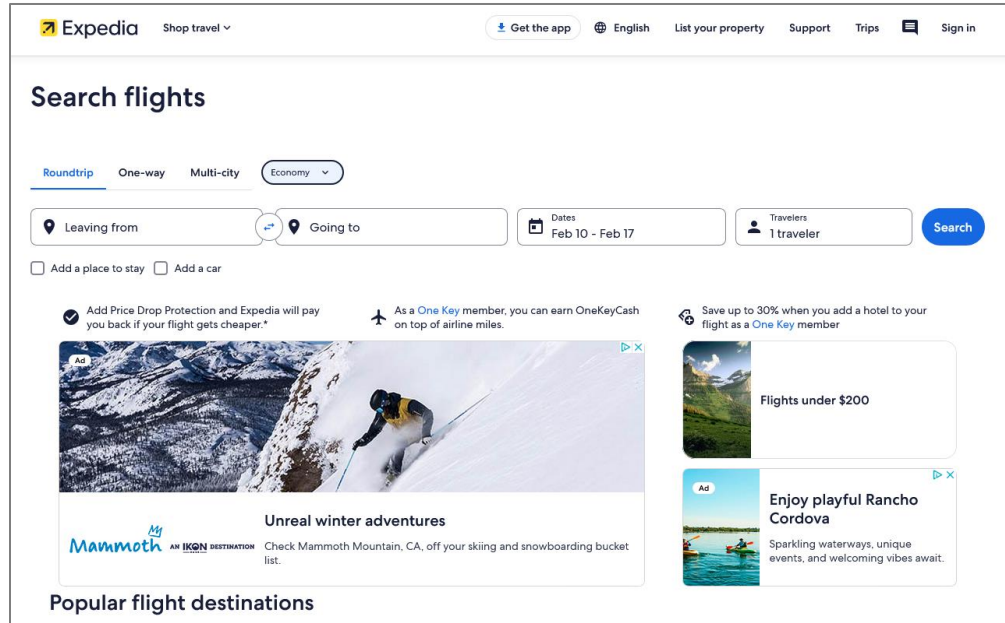 Expedia
Shop travel
Get the app
English
List your property
Support
Trips
Sign in
Search flights
Roundtrip
One-way
Multi-city
Economy
Leaving from
Going to
Dates
Feb 10 - Feb 17
Travelers
1 traveler
Search
Add a place to stay
Add a car
Add Price Drop Protection and Expedia will pay
you back if your flight gets cheaper.*
As a One Key member, you can earn OneKeyCash
on top of airline miles.
Save up to 30% when you add a hotel to your
flight as a One Key member
Ad
Mammoth
AN IKON DESTINATION
Unreal winter adventures
Check Mammoth Mountain, CA, off your skiing and snowboarding bucket
list.
Flights under $200
Ad
Enjoy playful Rancho
Cordova
Sparkling waterways, unique
events, and welcoming vibes await.
Popular flight destinations